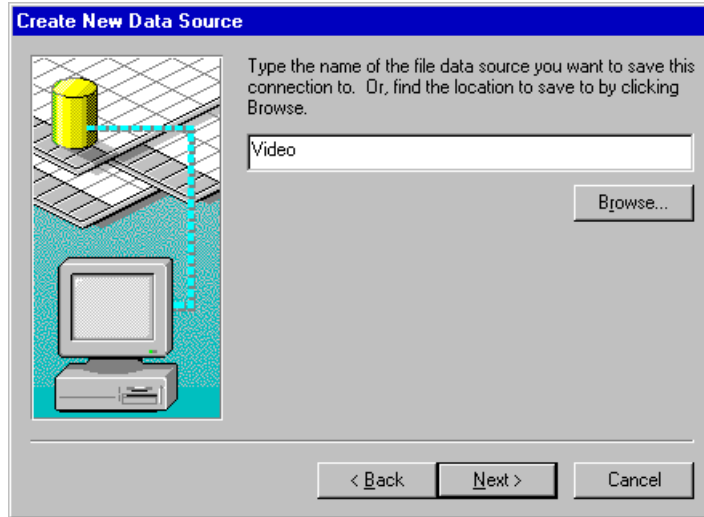 Create New Data Source
Type the name of the file data source you want to save this
connection to.  Or, find the location to save to by clicking
Browse.
Video
Browse...
< Back
Next >
Cancel